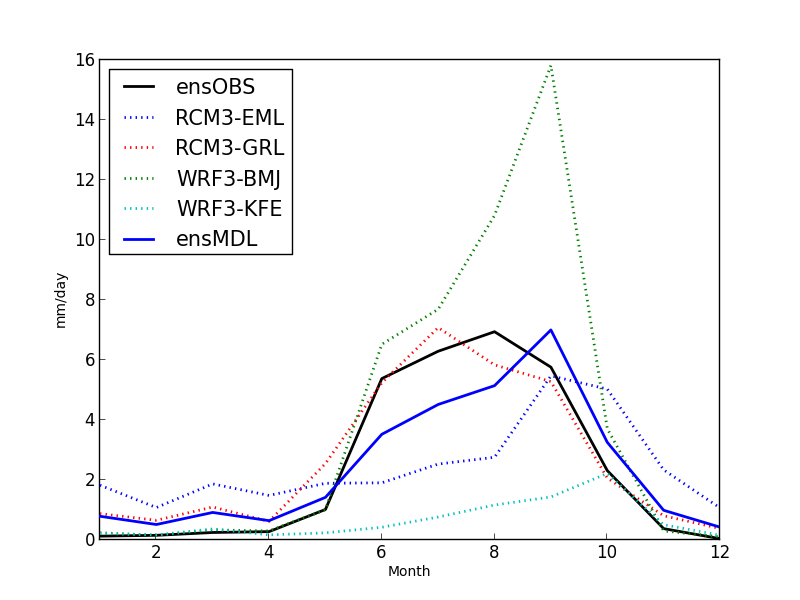 16
14
12
10
8
6
4
2
0
mm/day
ensOBS
RCM3-EML
RCM3-GRL
WRF3-BMJ
WRF3-KFE
ensMDL
2 4 6 8 10 12
Month